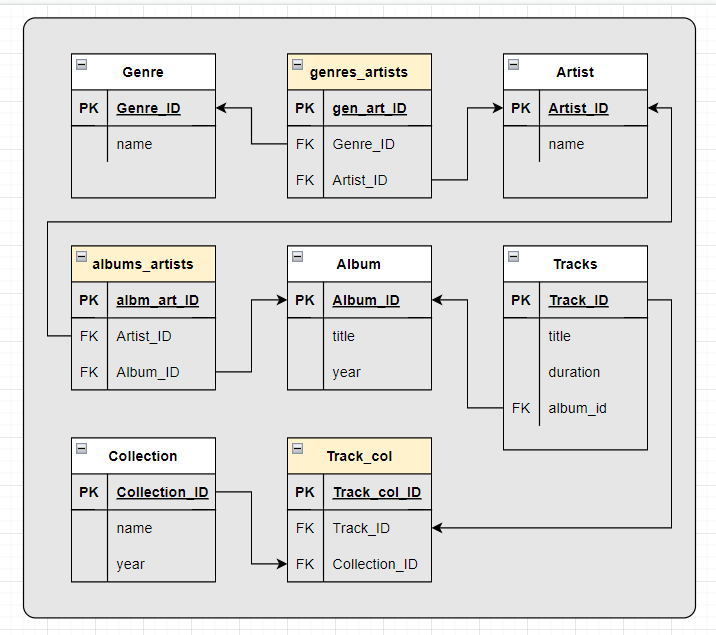 Genre
PK Genre_ID
name
genres_artists
PK gen_art_ID
FK Genre_ID
FK Artist_ID
Artist
PK Artist_ID
name
albums_artists
PK albm_art_ID
FK Artist_ID
FK Album_ID
Album
PK Album_ID
title
year
Tracks
PK Track_ID
title
duration
FK album_id
Collection
PK Collection_ID
name
year
Track_col
PK Track_col_ID
FK Track_ID
FK Collection_ID